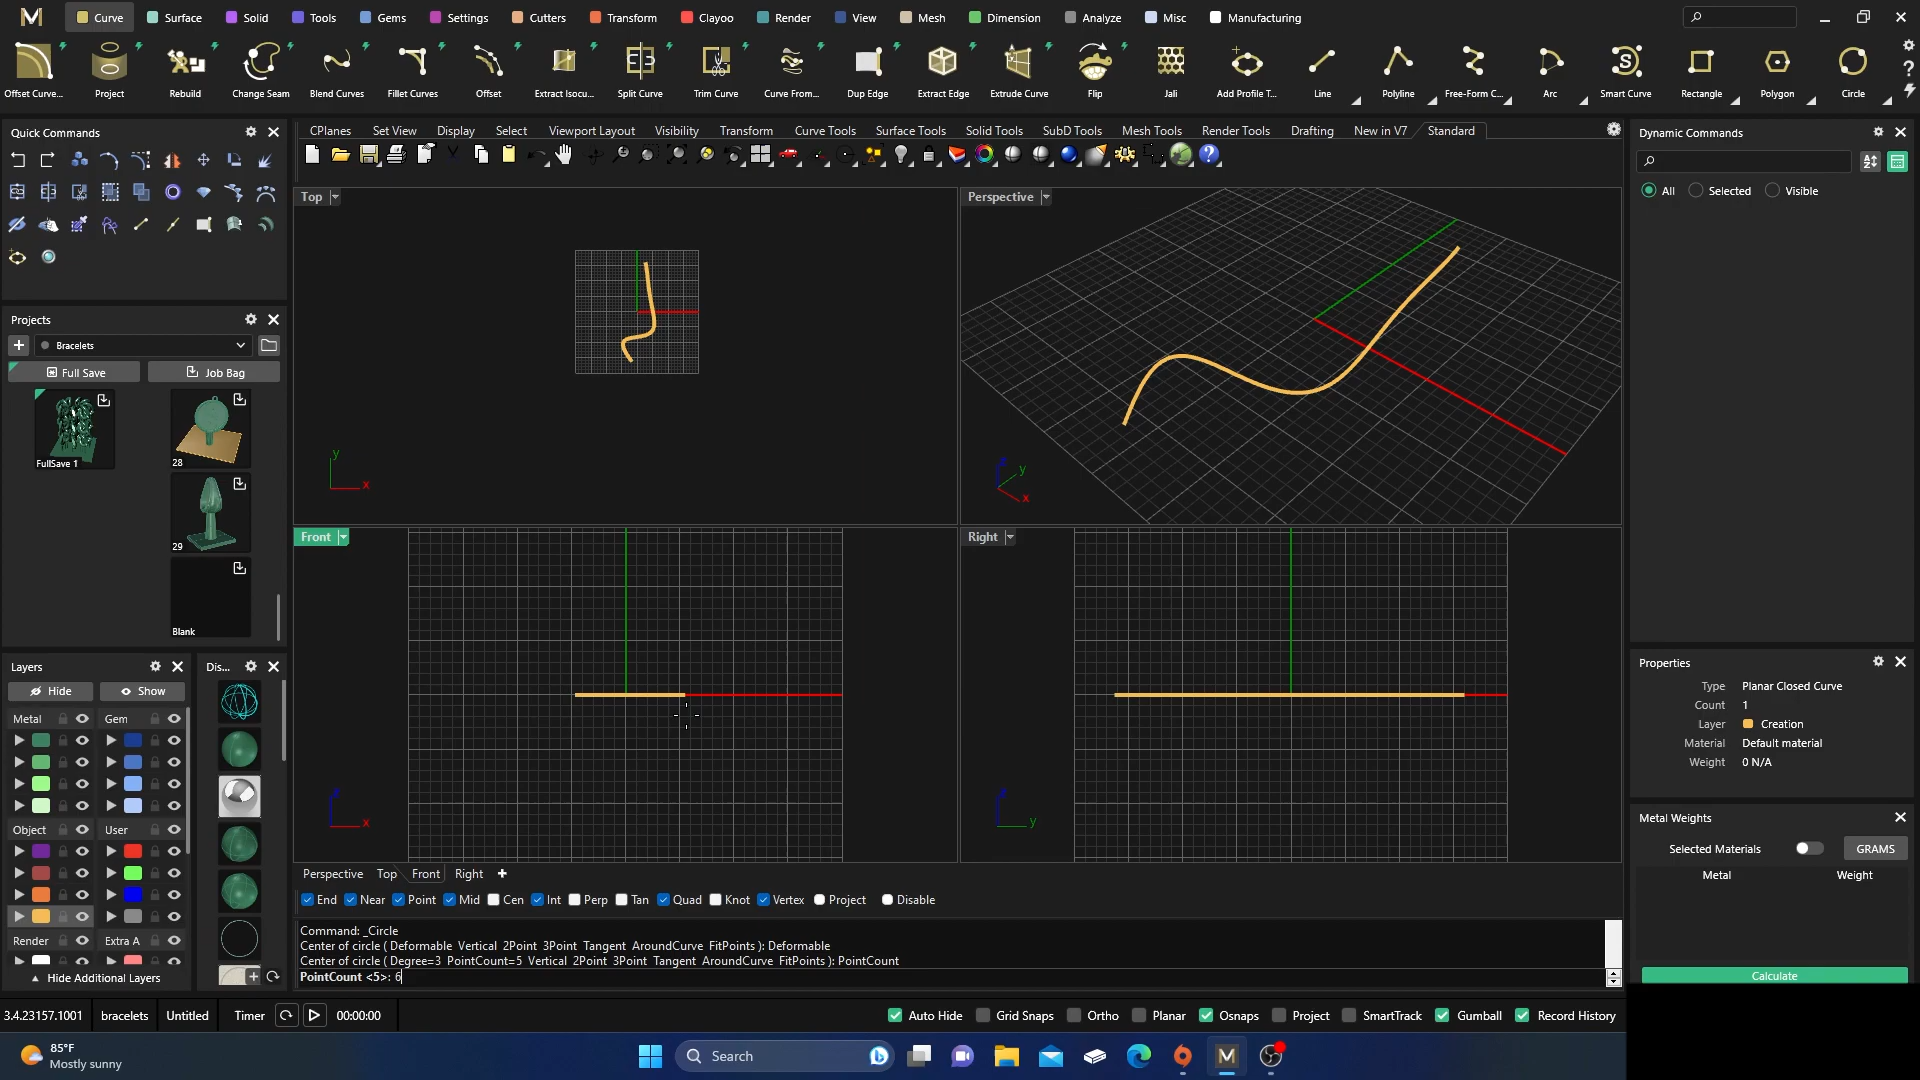 Curve Surface Solid Tools Gems Settings Cutters Transform Clayoo Render View Mesh Dimension Analyze Misc Manufacturing
Offset Curve... Project Rebuild Change Seam Blend Curves Fillet Curves Offset Extract Isocu... Split Curve Trim Curve Curve From... Dup Edge Extract Edge Extrude Curve Flip Jali Add Profile T... Line Polyline Free-Form C... Arc Smart Curve Rectangle Polygon Circle
Quick Commands
CPlanes Set View Display Select Viewport Layout Visibility Transform Curve Tools Surface Tools Solid Tools SubD Tools Mesh Tools Render Tools Drafting New in V7 Standard
Dynamic Commands
All Selected Visible
Top
Perspective
Projects
Bracelets
Full Save Job Bag
FullSave 1
28
29
Blank
y
x
y
x
Front
Right
x
y
Layers
Hide Show
Metal Gem
Object User
Render Extra A
Hide Additional Layers
Dis...
Properties
Type Planar Closed Curve
Count 1
Layer Creation
Material Default material
Weight 0 N/A
Metal Weights
Selected Materials GRAMS
Metal Weight
Calculate
Perspective Top Front Right
End Near Point Mid Cen Int Perp Tan Quad Knot Vertex Project Disable
Command: _Circle
Center of circle ( Deformable Vertical 2Point 3Point Tangent AroundCurve FitPoints ): Deformable
Center of circle ( Degree=3 PointCount=5 Vertical 2Point 3Point Tangent AroundCurve FitPoints ): PointCount
PointCount <5>: 6
3.4.23157.1001 bracelets Untitled Timer 00:00:00 Auto Hide Grid Snaps Ortho Planar Osnaps Project SmartTrack Gumball Record History
85°F
Mostly sunny
Search